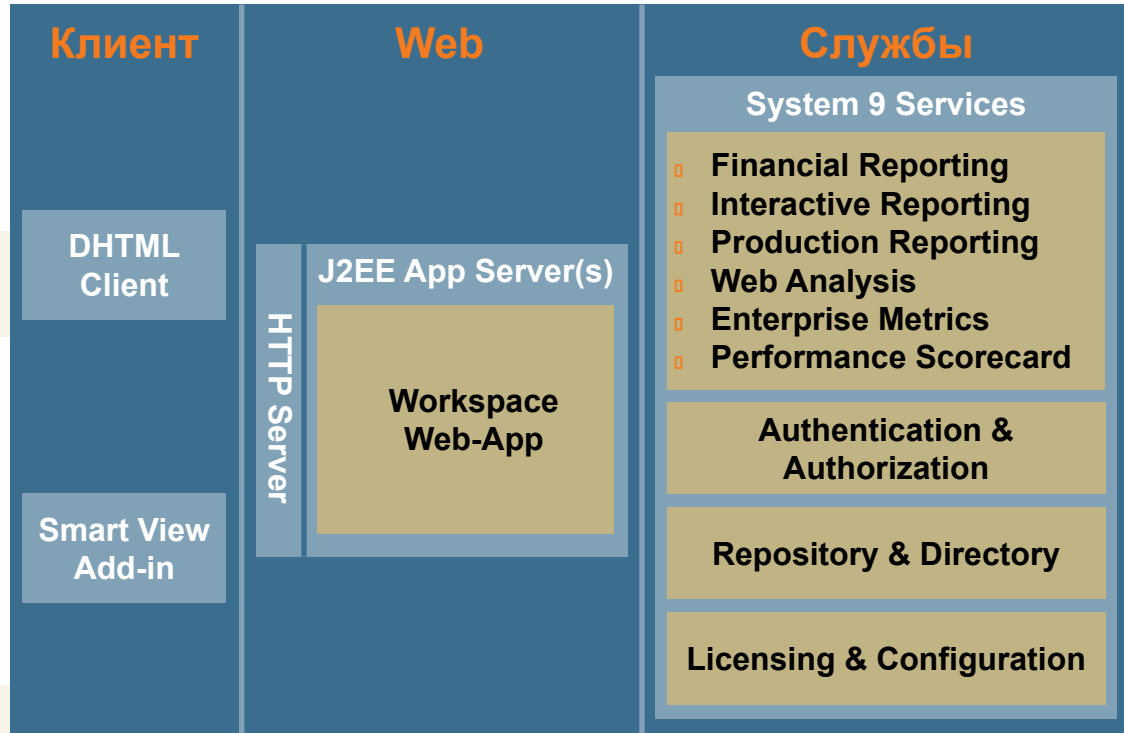 Клиент
DHTML
Client
Smart View
Add-in
Web
HTTP Server
J2EE App Server(s)
Workspace
Web-App
Службы
System 9 Services
Financial Reporting
Interactive Reporting
Production Reporting
Web Analysis
Enterprise Metrics
Performance Scorecard
Authentication &
Authorization
Repository & Directory
Licensing & Configuration